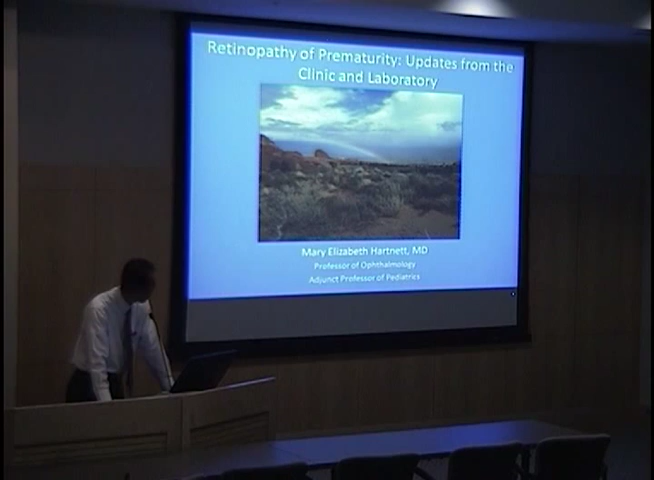 Retinopathy of Prematurity: Updates from the
Clinic and Laboratory
Mary Elizabeth Hartnett, MD
Professor of Ophthalmology
Adjunct Professor of Pediatrics